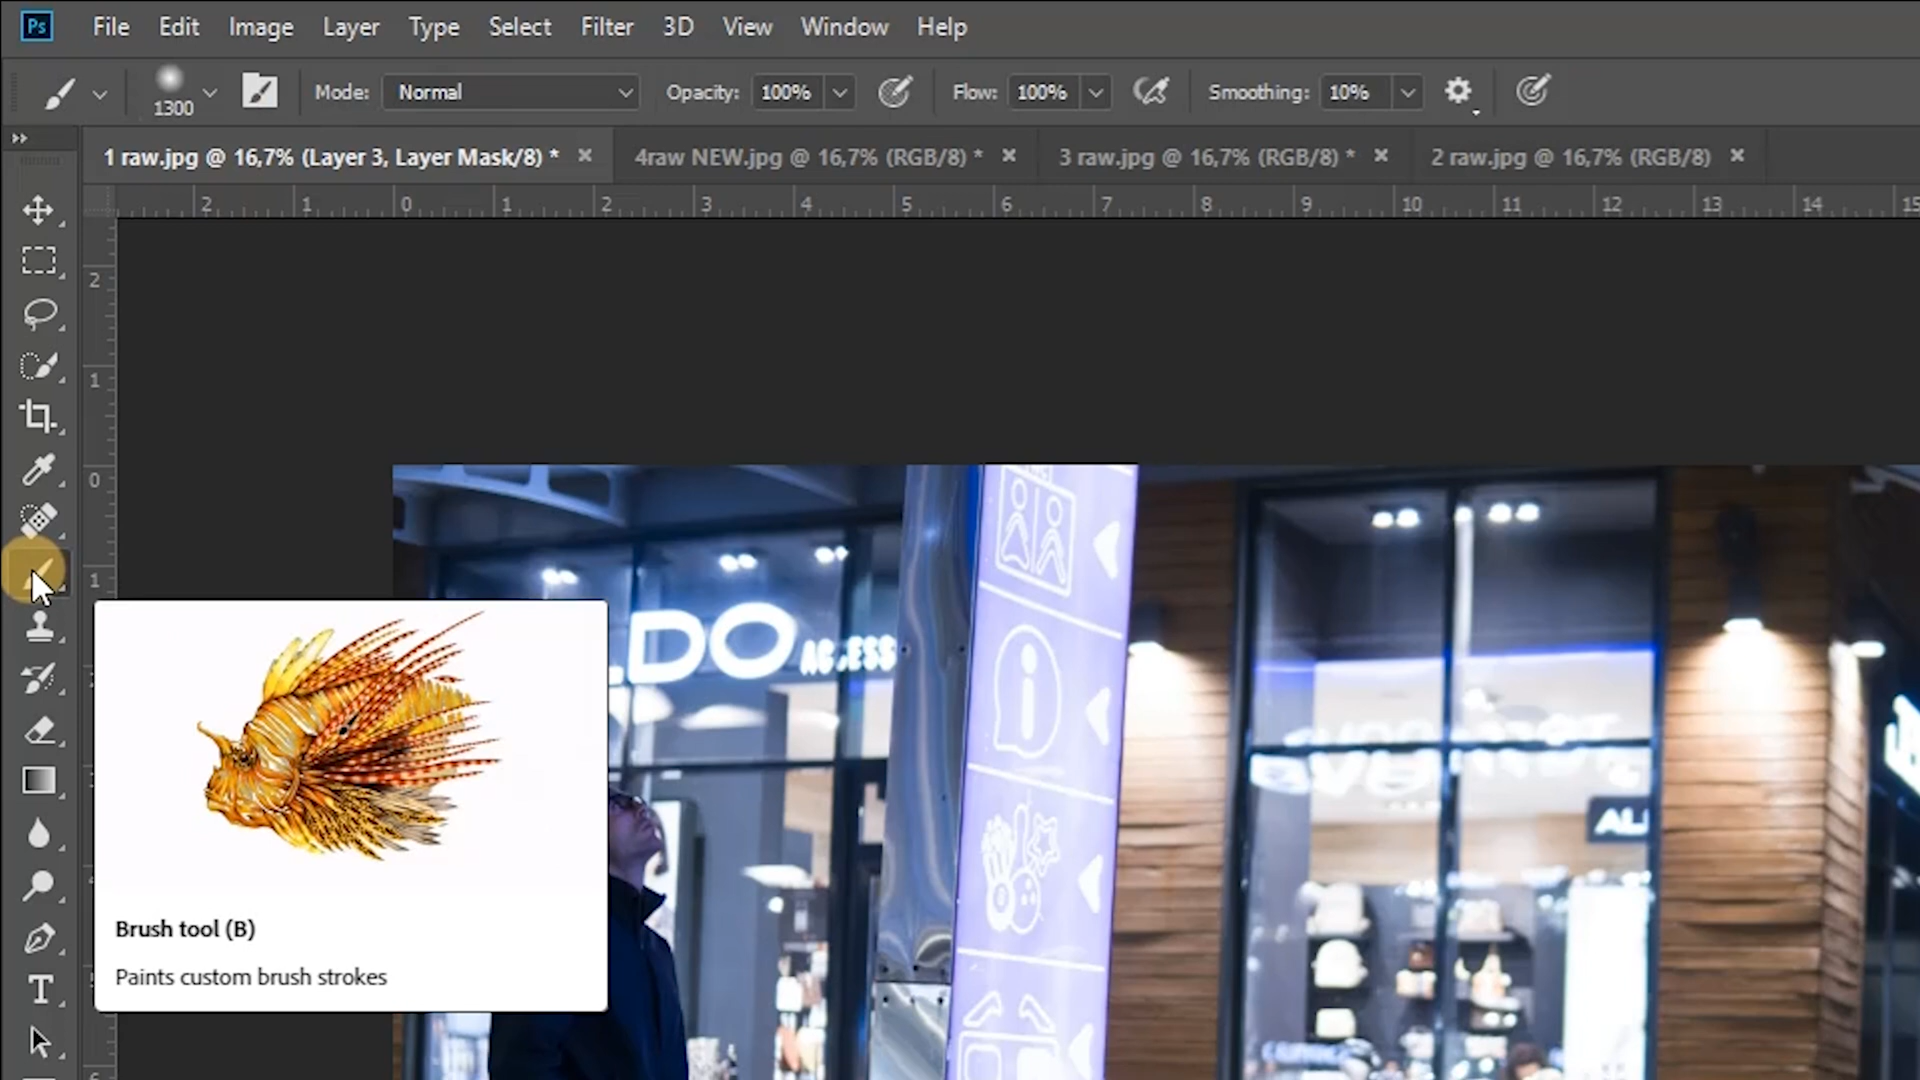 Ps File Edit Image Layer Type Select Filter 3D View Window Help
1300 Mode: Normal Opacity: 100% Flow: 100% Smoothing: 10%
1 raw.jpg @ 16,7% (Layer 3, Layer Mask/8) * × 4raw NEW.jpg @ 16,7% (RGB/8) * × 3 raw.jpg @ 16,7% (RGB/8) * × 2 raw.jpg @ 16,7% (RGB/8) ×
2 1 0 1 2 3 4 5 6 7 8 9 10 11 12 13 14 15
2
1
0
1
DO ACCESS
i
AL
Brush tool (B)
Paints custom brush strokes
T